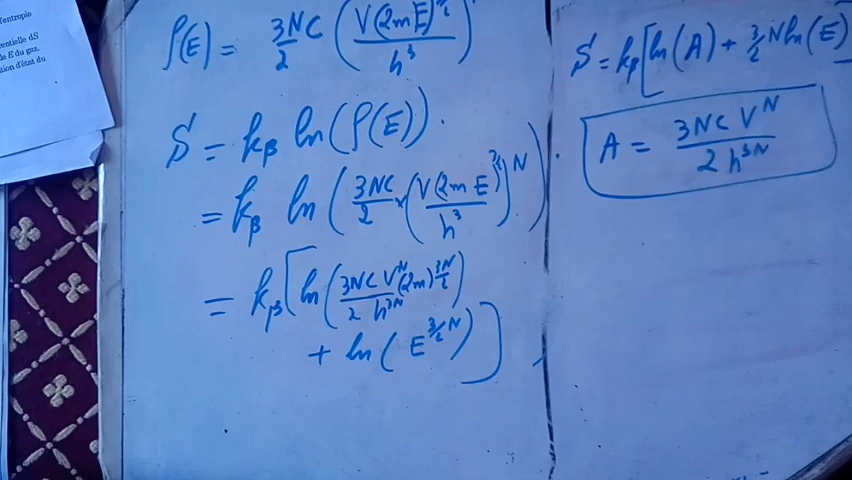 l'entropie
entielle dS
de E du gaz.
tion d'état du
ρ(E) = 3NC/2 (V(2mE)^{3/2}/h^3)
S = k_B ln(ρ(E)).
= k_B ln(3NC/2 × (V(2mE)^{3/2}/h^3)^N).
= k_B [ln(3NC V^N (2m)^{3N/2} / 2 h^{3N})
+ ln(E^{3/2 N})]
S = k_B [ln(A) + 3/2 N ln(E)]
A = 3NC V^N / 2 h^{3N}